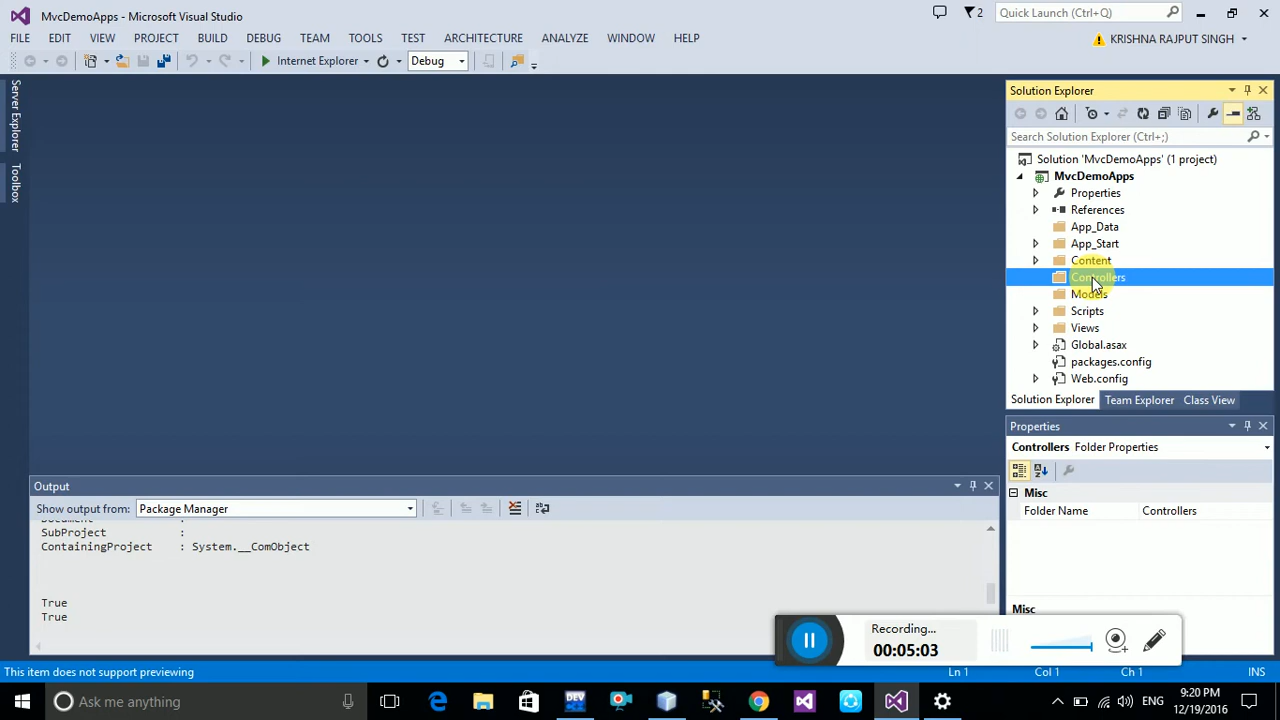 MvcDemoApps - Microsoft Visual Studio
2
Quick Launch (Ctrl+Q)
FILE EDIT VIEW PROJECT BUILD DEBUG TEAM TOOLS TEST ARCHITECTURE ANALYZE WINDOW HELP
KRISHNA RAJPUT SINGH
Internet Explorer
Debug
Server Explorer
Toolbox
Solution Explorer
Search Solution Explorer (Ctrl+;)
Solution 'MvcDemoApps' (1 project)
MvcDemoApps
Properties
References
App_Data
App_Start
Content
Controllers
Models
Scripts
Views
Global.asax
packages.config
Web.config
Solution Explorer Team Explorer Class View
Properties
Controllers Folder Properties
Misc
Folder Name Controllers
Misc
Output
Show output from: Package Manager
Document :
SubProject :
ContainingProject : System.__ComObject
True
True
Recording...
00:05:03
This item does not support previewing
Ln 1 Col 1 Ch 1 INS
Ask me anything
DEV
ENG
9:20 PM
12/19/2016